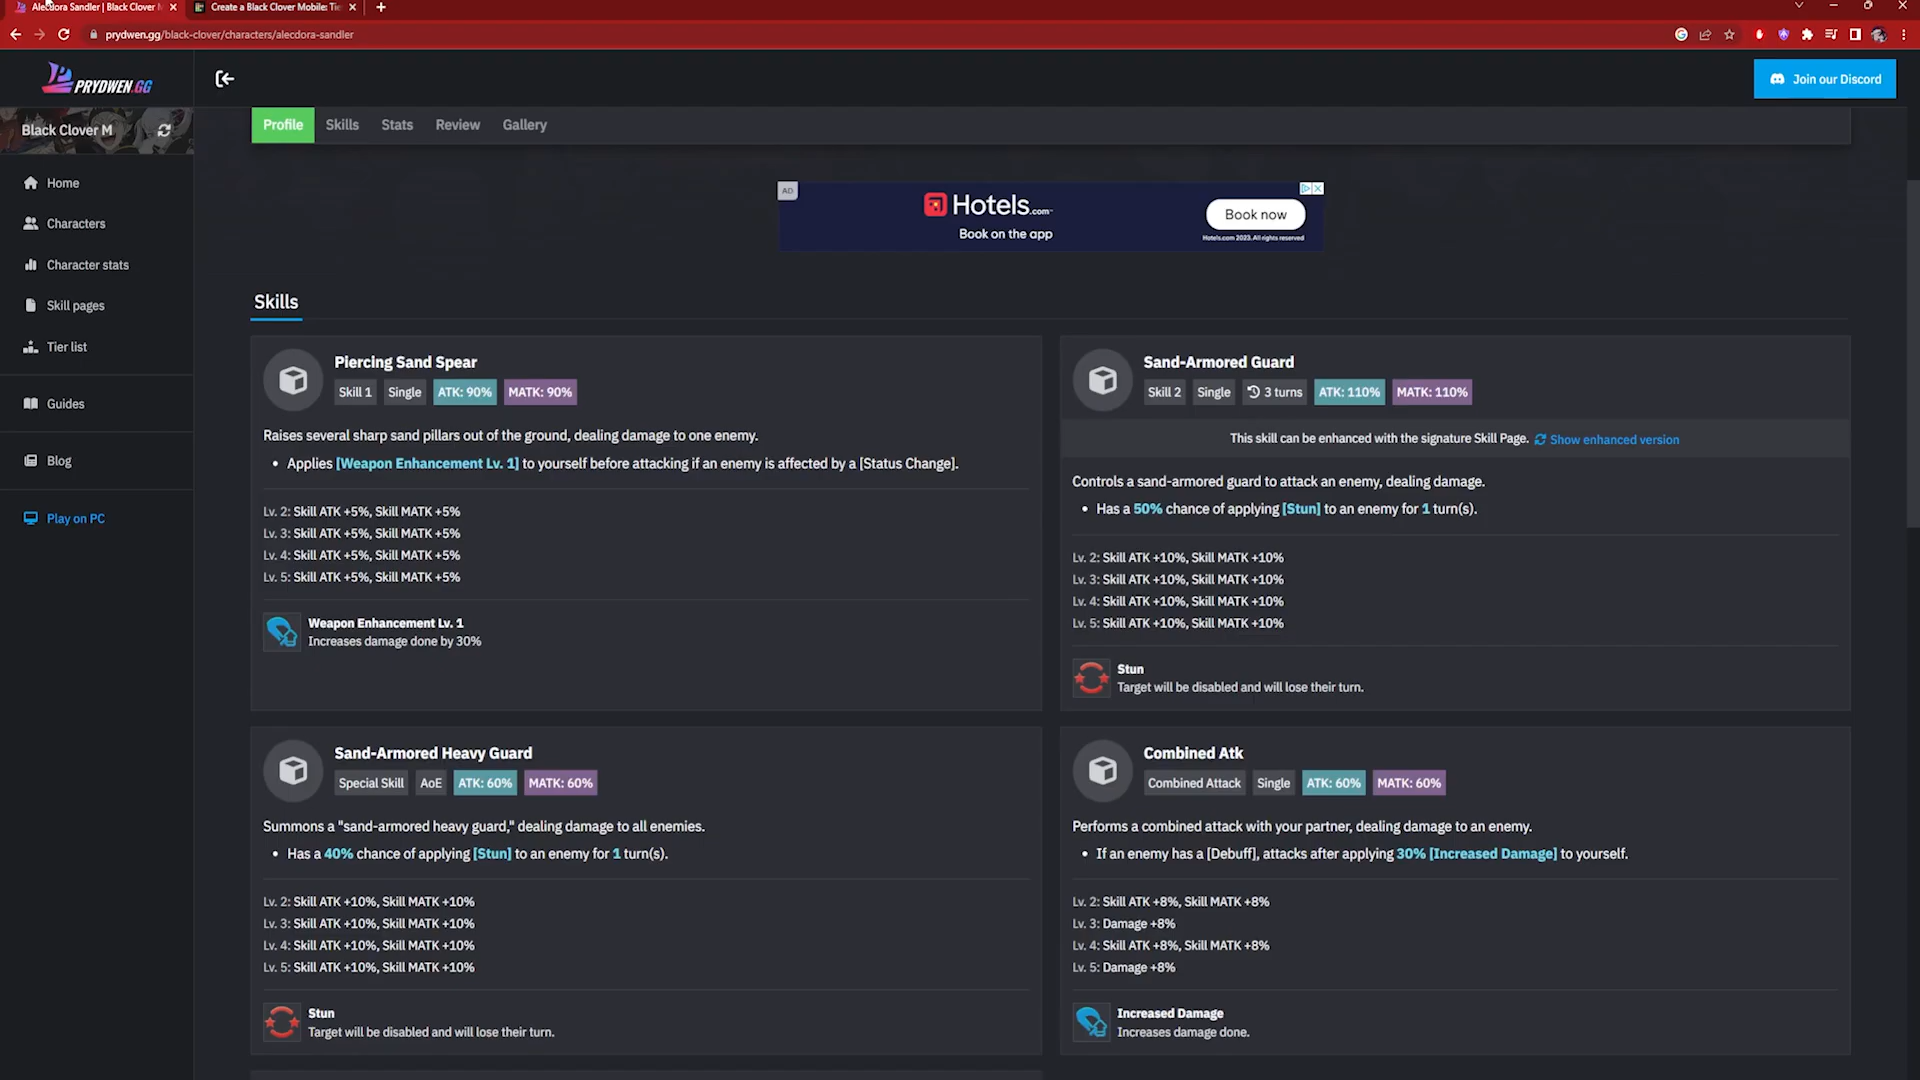 Alecdora Sandler | Black Clover M
Create a Black Clover Mobile: Tie
prydwen.gg/black-clover/characters/alecdora-sandler
PRYDWEN.GG
Join our Discord
Black Clover M
Home
Characters
Character stats
Skill pages
Tier list
Guides
Blog
Play on PC
Profile
Skills
Stats
Review
Gallery
AD
Hotels.com
Book on the app
Book now
Hotels.com 2023. All rights reserved
Skills
Piercing Sand Spear
Skill 1 Single ATK: 90% MATK: 90%
Raises several sharp sand pillars out of the ground, dealing damage to one enemy.
• Applies [Weapon Enhancement Lv. 1] to yourself before attacking if an enemy is affected by a [Status Change].
Lv. 2: Skill ATK +5%, Skill MATK +5%
Lv. 3: Skill ATK +5%, Skill MATK +5%
Lv. 4: Skill ATK +5%, Skill MATK +5%
Lv. 5: Skill ATK +5%, Skill MATK +5%
Weapon Enhancement Lv. 1
Increases damage done by 30%
Sand-Armored Guard
Skill 2 Single 3 turns ATK: 110% MATK: 110%
This skill can be enhanced with the signature Skill Page. Show enhanced version
Controls a sand-armored guard to attack an enemy, dealing damage.
• Has a 50% chance of applying [Stun] to an enemy for 1 turn(s).
Lv. 2: Skill ATK +10%, Skill MATK +10%
Lv. 3: Skill ATK +10%, Skill MATK +10%
Lv. 4: Skill ATK +10%, Skill MATK +10%
Lv. 5: Skill ATK +10%, Skill MATK +10%
Stun
Target will be disabled and will lose their turn.
Sand-Armored Heavy Guard
Special Skill AoE ATK: 60% MATK: 60%
Summons a "sand-armored heavy guard," dealing damage to all enemies.
• Has a 40% chance of applying [Stun] to an enemy for 1 turn(s).
Lv. 2: Skill ATK +10%, Skill MATK +10%
Lv. 3: Skill ATK +10%, Skill MATK +10%
Lv. 4: Skill ATK +10%, Skill MATK +10%
Lv. 5: Skill ATK +10%, Skill MATK +10%
Stun
Target will be disabled and will lose their turn.
Combined Atk
Combined Attack Single ATK: 60% MATK: 60%
Performs a combined attack with your partner, dealing damage to an enemy.
• If an enemy has a [Debuff], attacks after applying 30% [Increased Damage] to yourself.
Lv. 2: Skill ATK +8%, Skill MATK +8%
Lv. 3: Damage +8%
Lv. 4: Skill ATK +8%, Skill MATK +8%
Lv. 5: Damage +8%
Increased Damage
Increases damage done.